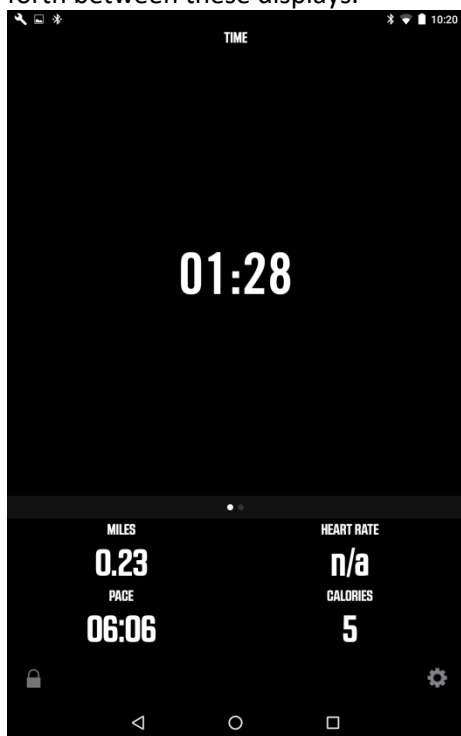 forth between these displays.
10:20
TIME
01:28
MILES
HEART RATE
0.23
n/a
PACE
CALORIES
06:06
5